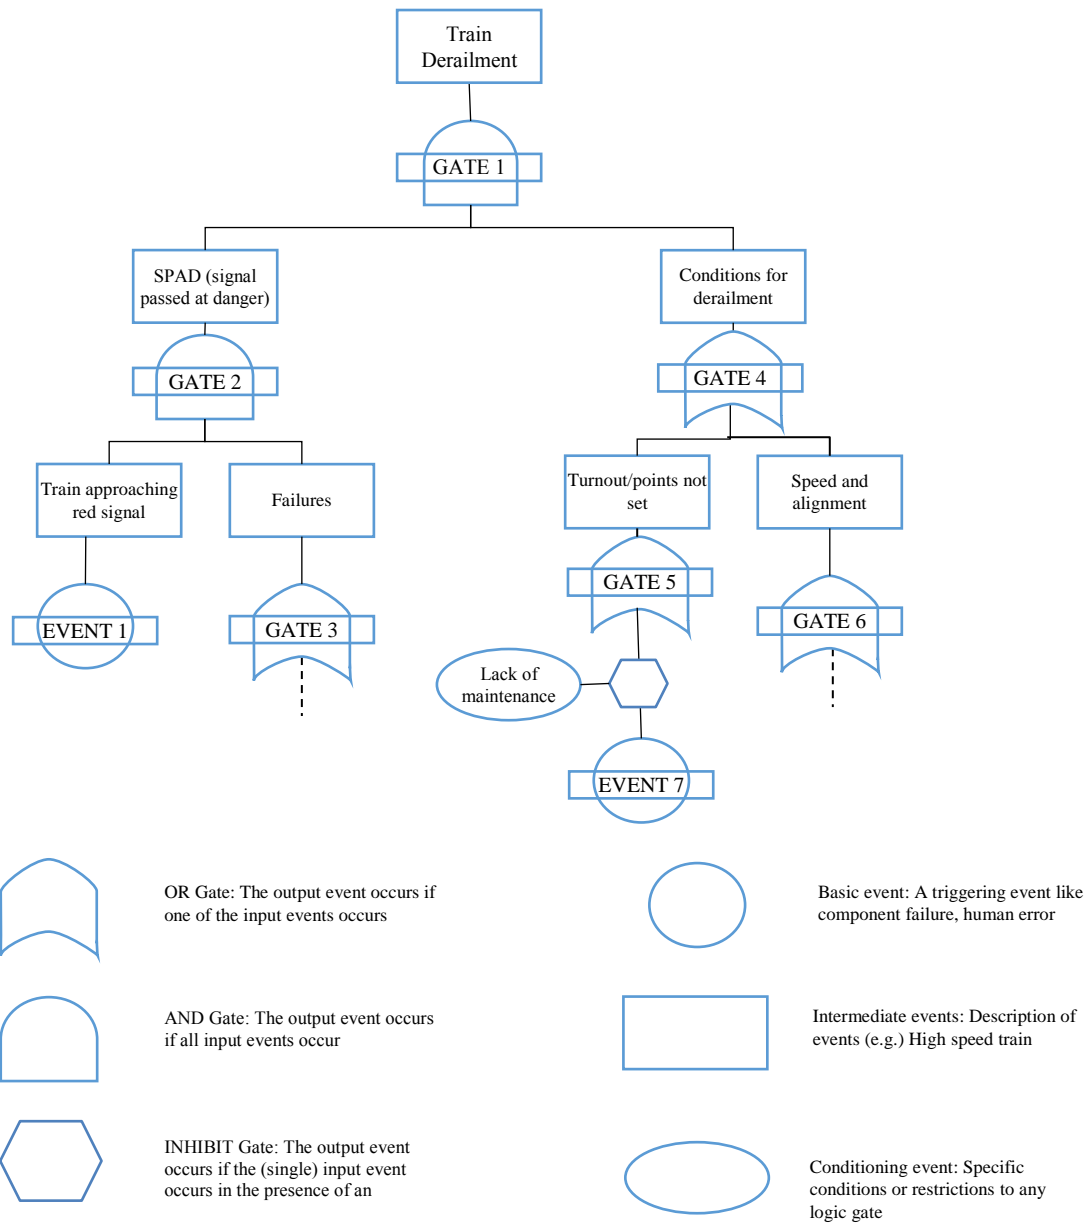 Train
Derailment
GATE 1
SPAD (signal
passed at danger)
Conditions for
derailment
GATE 2
GATE 4
Train approaching
red signal
Failures
Turnout/points not
set
Speed and
alignment
GATE 5
EVENT 1
GATE 3
GATE 6
Lack of
maintenance
EVENT 7
OR Gate: The output event occurs if
one of the input events occurs
Basic event: A triggering event like
component failure, human error
AND Gate: The output event occurs
if all input events occur
Intermediate events: Description of
events (e.g.) High speed train
INHIBIT Gate: The output event
occurs if the (single) input event
occurs in the presence of an
Conditioning event: Specific
conditions or restrictions to any
logic gate